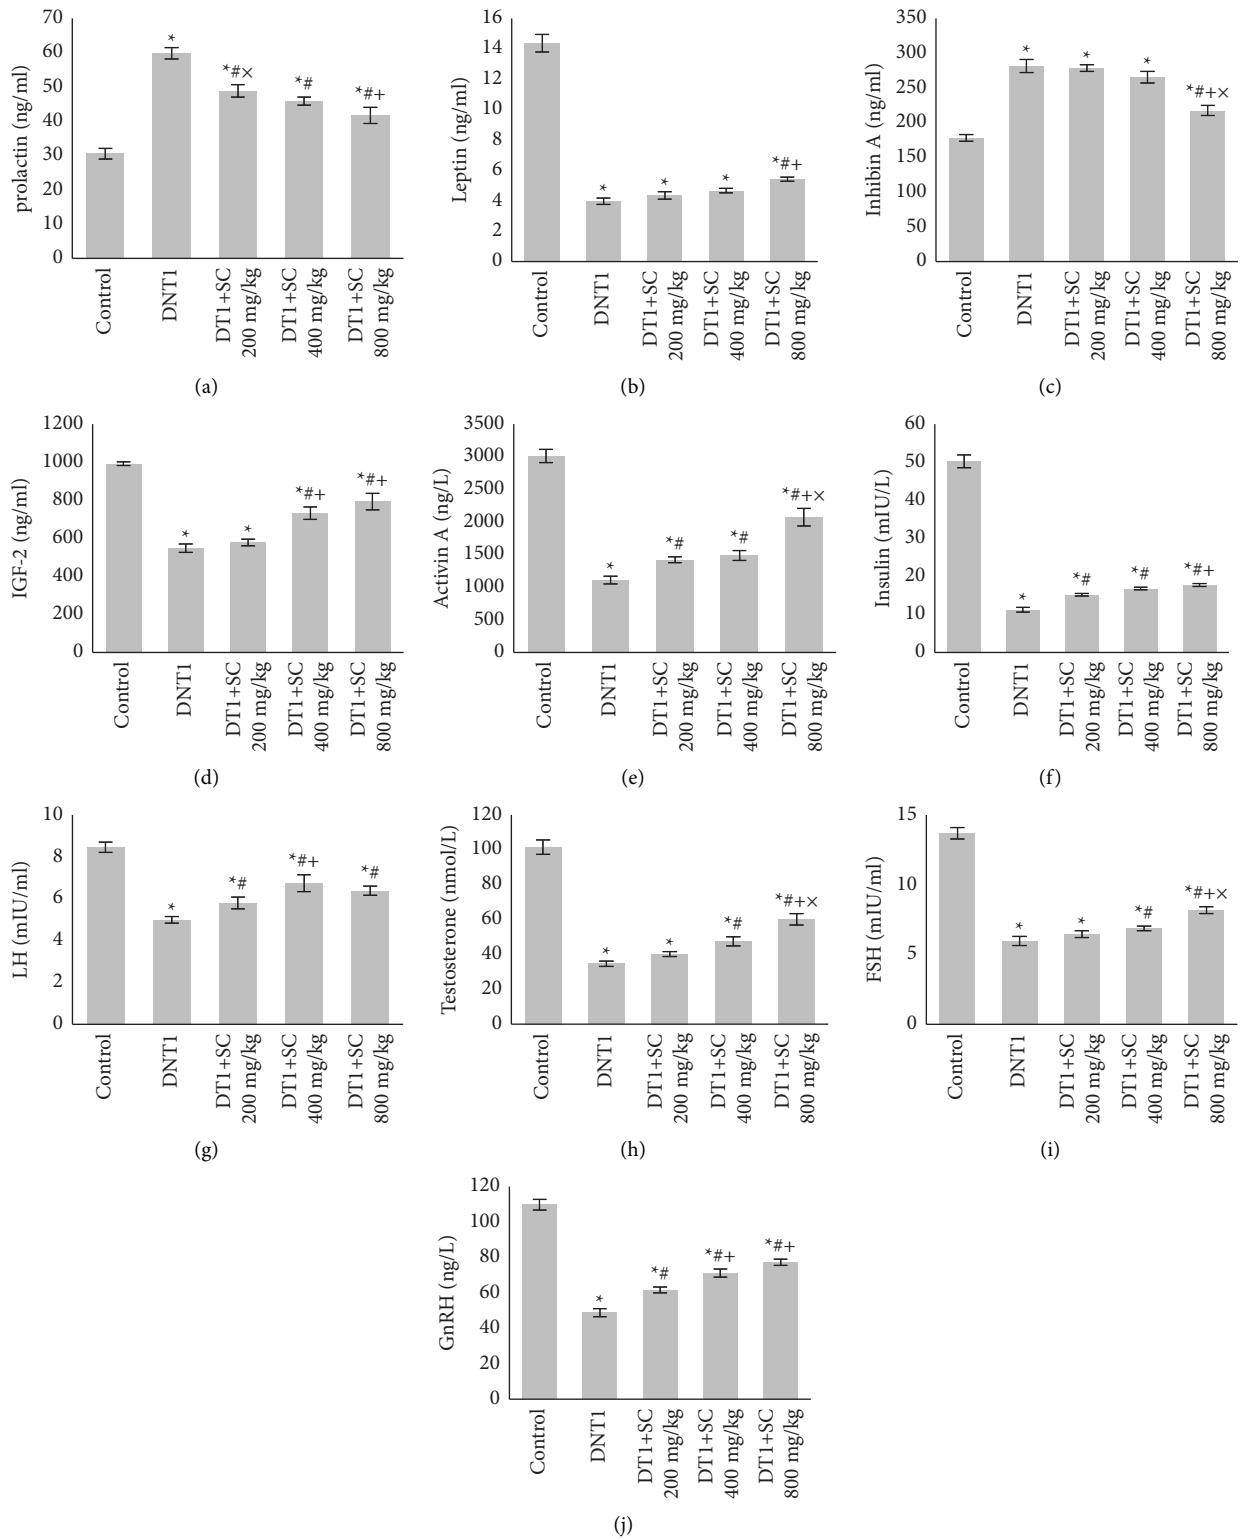 prolactin (ng/ml)
70
60
50
40
30
20
10
0
*
*#×
*#
*#+
Control
DNT1
DT1+SC
200 mg/kg
DT1+SC
400 mg/kg
DT1+SC
800 mg/kg
(a)
Leptin (ng/ml)
16
14
12
10
8
6
4
2
0
*
*
*
*#+
Control
DNT1
DT1+SC
200 mg/kg
DT1+SC
400 mg/kg
DT1+SC
800 mg/kg
(b)
Inhibin A (ng/ml)
350
300
250
200
150
100
50
0
*
*
*
*#+×
Control
DNT1
DT1+SC
200 mg/kg
DT1+SC
400 mg/kg
DT1+SC
800 mg/kg
(c)
IGF-2 (ng/ml)
1200
1000
800
600
400
200
0
*
*
*#+
*#+
Control
DNT1
DT1+SC
200 mg/kg
DT1+SC
400 mg/kg
DT1+SC
800 mg/kg
(d)
Activin A (ng/L)
3500
3000
2500
2000
1500
1000
500
0
*
*#
*#
*#+×
Control
DNT1
DT1+SC
200 mg/kg
DT1+SC
400 mg/kg
DT1+SC
800 mg/kg
(e)
Insulin (mIU/L)
60
50
40
30
20
10
0
*
*#
*#
*#+
Control
DNT1
DT1+SC
200 mg/kg
DT1+SC
400 mg/kg
DT1+SC
800 mg/kg
(f)
LH (mIU/ml)
10
8
6
4
2
0
*
*#
*#+
*#
Control
DNT1
DT1+SC
200 mg/kg
DT1+SC
400 mg/kg
DT1+SC
800 mg/kg
(g)
Testosterone (nmol/L)
120
100
80
60
40
20
0
*
*
*#
*#+×
Control
DNT1
DT1+SC
200 mg/kg
DT1+SC
400 mg/kg
DT1+SC
800 mg/kg
(h)
FSH (mIU/ml)
15
10
5
0
*
*
*#
*#+×
Control
DNT1
DT1+SC
200 mg/kg
DT1+SC
400 mg/kg
DT1+SC
800 mg/kg
(i)
GnRH (ng/L)
120
100
80
60
40
20
0
*
*#
*#+
*#+
Control
DNT1
DT1+SC
200 mg/kg
DT1+SC
400 mg/kg
DT1+SC
800 mg/kg
(j)